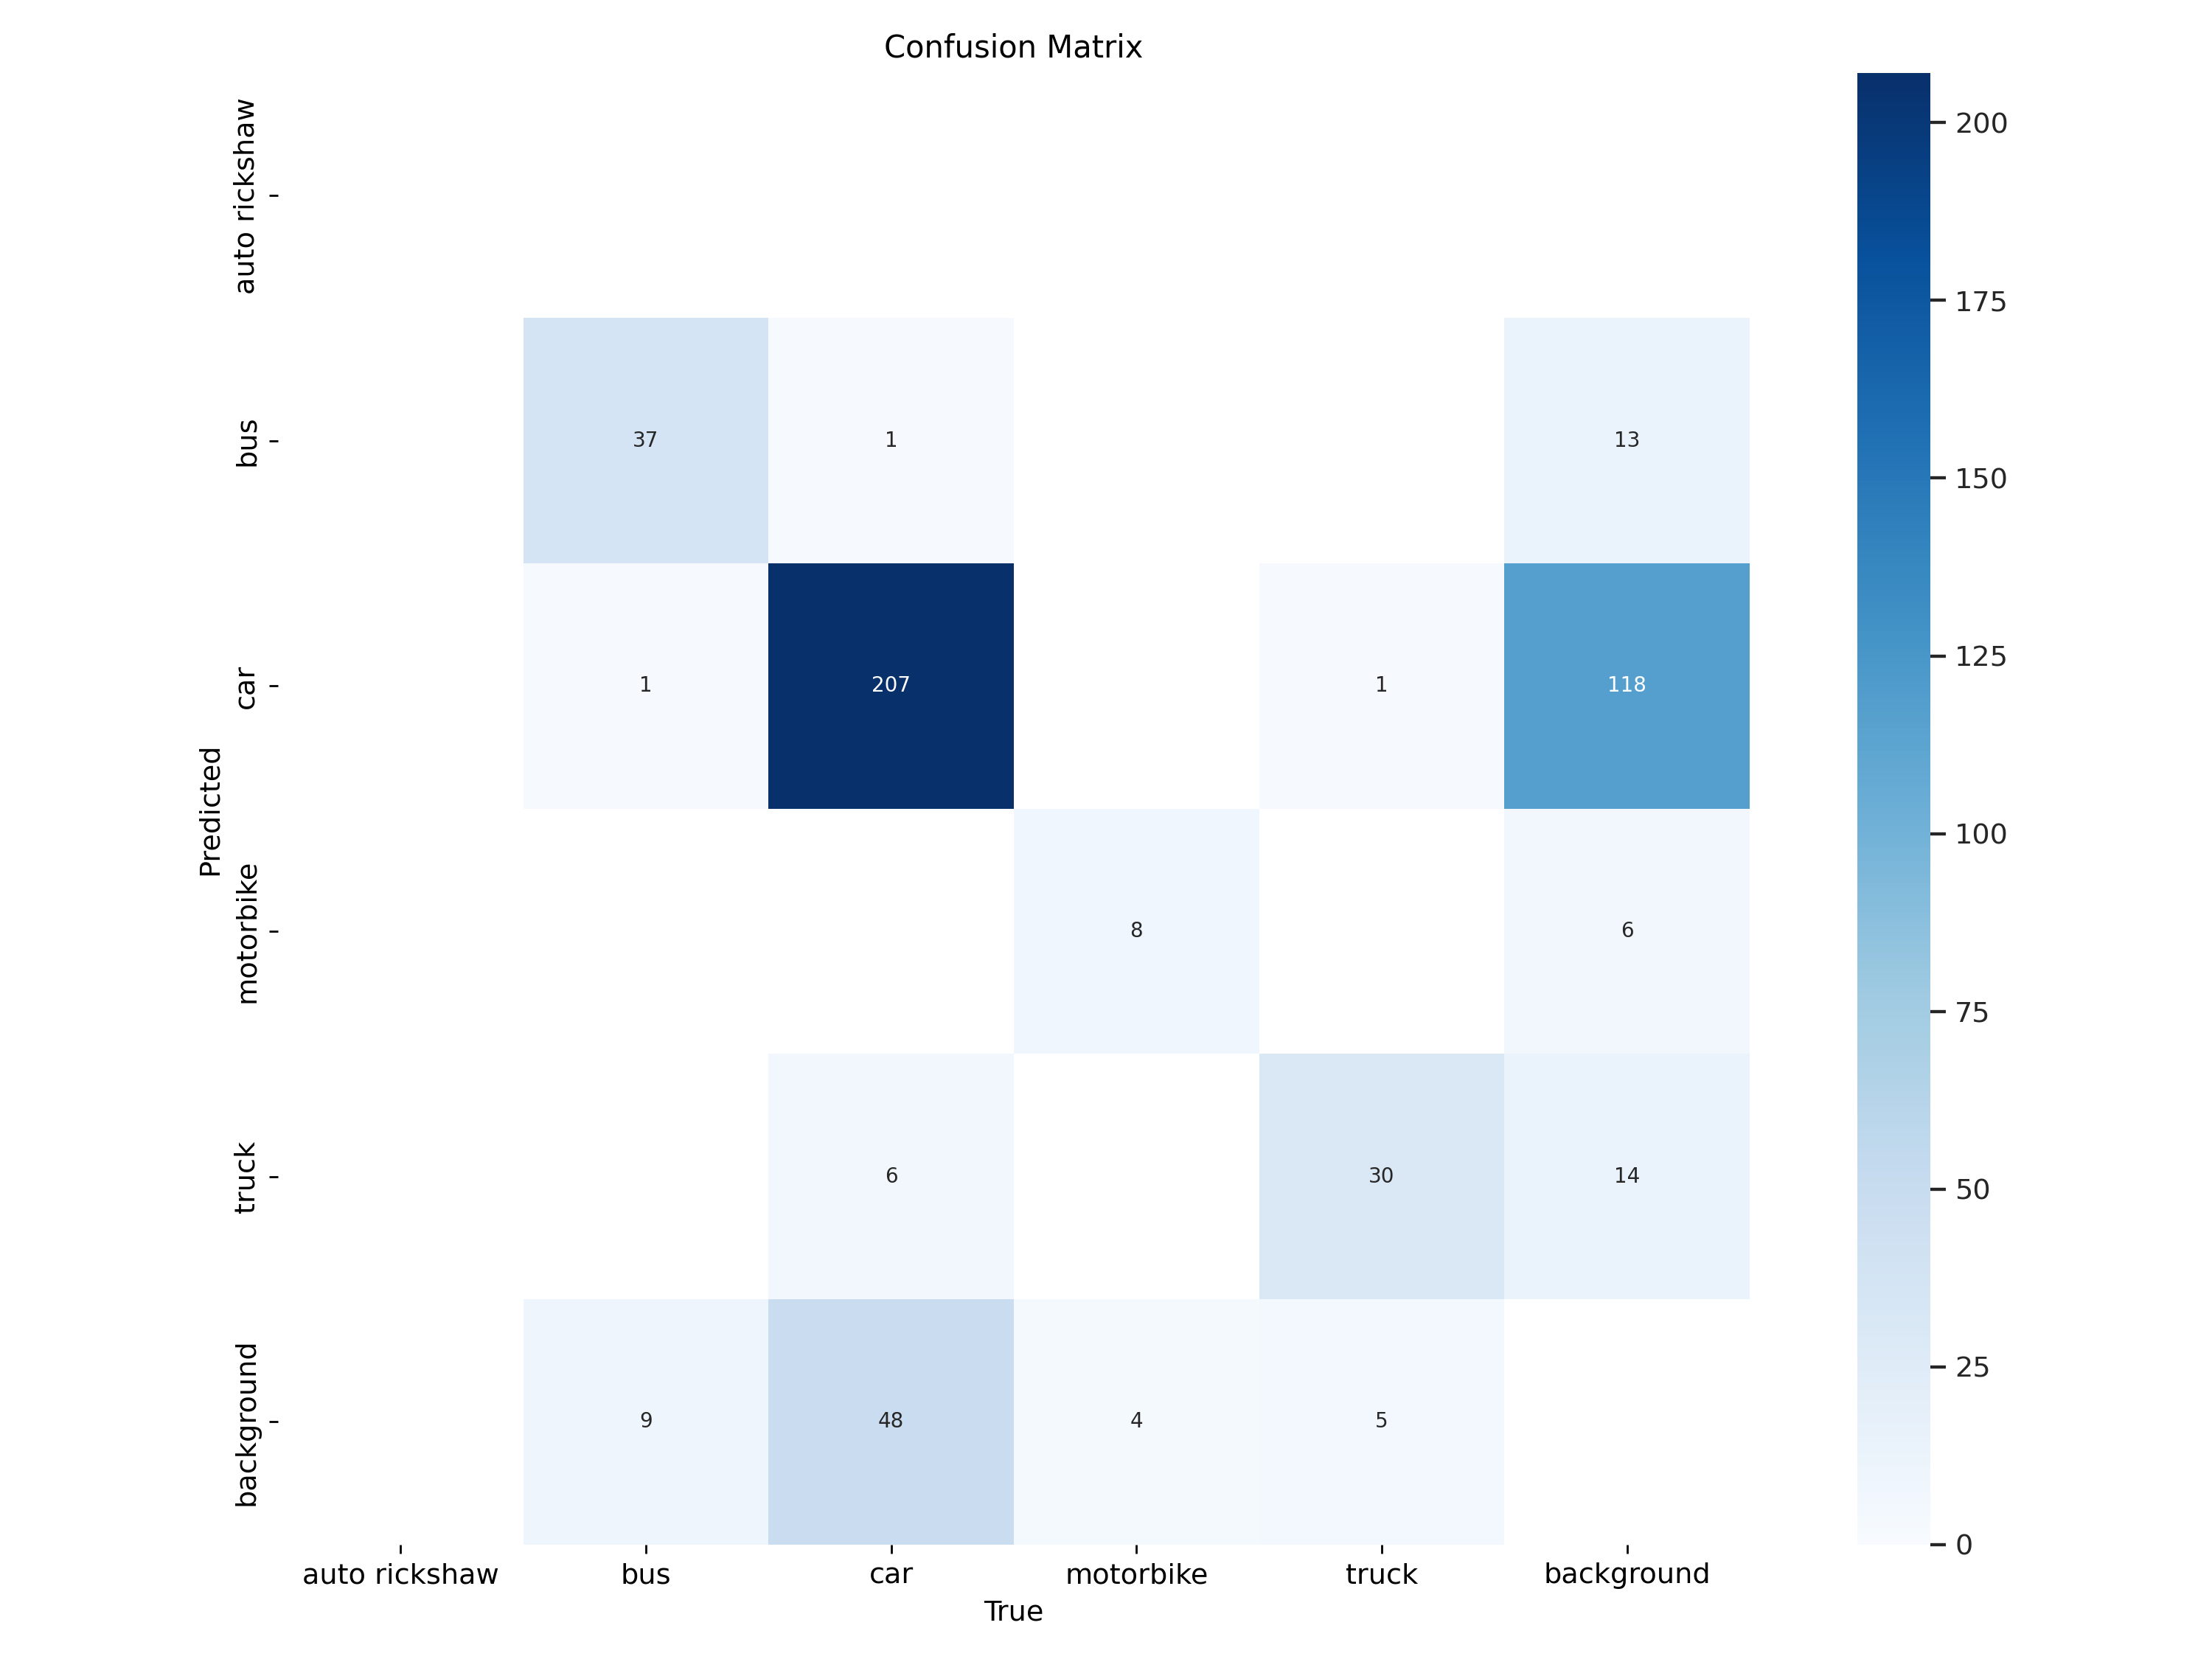 Confusion Matrix
auto rickshaw
bus
37 1 13
car
1 207 1 118
motorbike
8 6
truck
6 30 14
background
9 48 4 5
Predicted
auto rickshaw bus car motorbike truck background
True
200
175
150
125
100
75
50
25
0